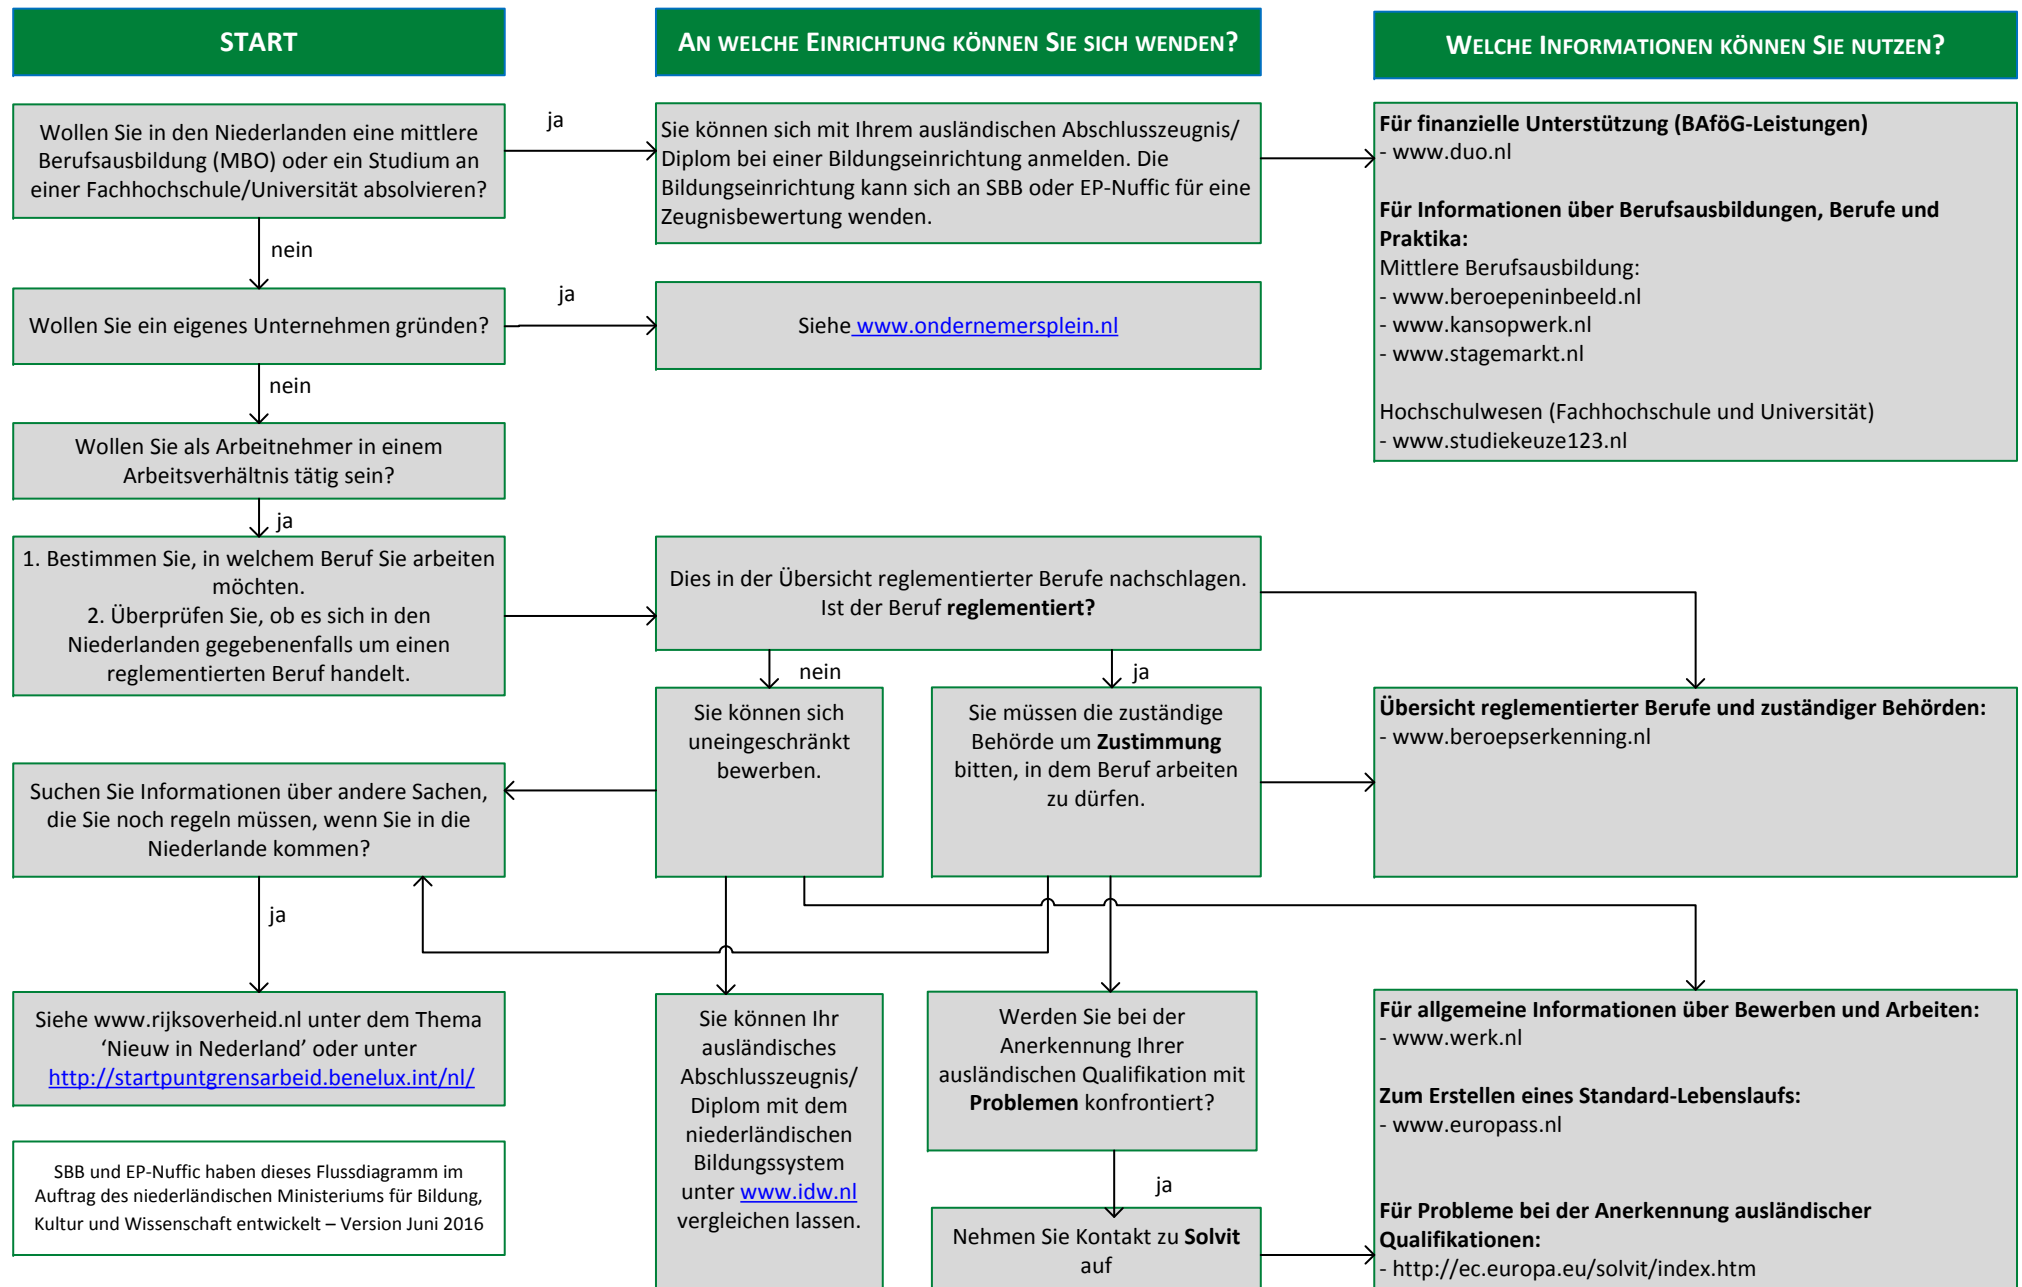 START
AN WELCHE EINRICHTUNG KÖNNEN SIE SICH WENDEN?
WELCHE INFORMATIONEN KÖNNEN SIE NUTZEN?
Wollen Sie in den Niederlanden eine mittlere
Berufsausbildung (MBO) oder ein Studium an
einer Fachhochschule/Universität absolvieren?
ja
Sie können sich mit Ihrem ausländischen Abschlusszeugnis/
Diplom bei einer Bildungseinrichtung anmelden. Die
Bildungseinrichtung kann sich an SBB oder EP-Nuffic für eine
Zeugnisbewertung wenden.
Für finanzielle Unterstützung (BAföG-Leistungen)
- www.duo.nl
Für Informationen über Berufsausbildungen, Berufe und
Praktika:
Mittlere Berufsausbildung:
- www.beroepeninbeeld.nl
- www.kansopwerk.nl
- www.stagemarkt.nl
Hochschulwesen (Fachhochschule und Universität)
- www.studiekeuze123.nl
nein
Wollen Sie ein eigenes Unternehmen gründen?
ja
Siehe www.ondernemersplein.nl
nein
Wollen Sie als Arbeitnehmer in einem
Arbeitsverhältnis tätig sein?
ja
1. Bestimmen Sie, in welchem Beruf Sie arbeiten
möchten.
2. Überprüfen Sie, ob es sich in den
Niederlanden gegebenenfalls um einen
reglementierten Beruf handelt.
Dies in der Übersicht reglementierter Berufe nachschlagen.
Ist der Beruf reglementiert?
nein
ja
Sie können sich
uneingeschränkt
bewerben.
Sie müssen die zuständige
Behörde um Zustimmung
bitten, in dem Beruf arbeiten
zu dürfen.
Übersicht reglementierter Berufe und zuständiger Behörden:
- www.beroepserkenning.nl
Suchen Sie Informationen über andere Sachen,
die Sie noch regeln müssen, wenn Sie in die
Niederlande kommen?
ja
Siehe www.rijksoverheid.nl unter dem Thema
‘Nieuw in Nederland’ oder unter
http://startpuntgrensarbeid.benelux.int/nl/
Sie können Ihr
ausländisches
Abschlusszeugnis/
Diplom mit dem
niederländischen
Bildungssystem
unter www.idw.nl
vergleichen lassen.
Werden Sie bei der
Anerkennung Ihrer
ausländischen Qualifikation mit
Problemen konfrontiert?
ja
Nehmen Sie Kontakt zu Solvit
auf
Für allgemeine Informationen über Bewerben und Arbeiten:
- www.werk.nl
Zum Erstellen eines Standard-Lebenslaufs:
- www.europass.nl
Für Probleme bei der Anerkennung ausländischer
Qualifikationen:
- http://ec.europa.eu/solvit/index.htm
SBB und EP-Nuffic haben dieses Flussdiagramm im
Auftrag des niederländischen Ministeriums für Bildung,
Kultur und Wissenschaft entwickelt – Version Juni 2016